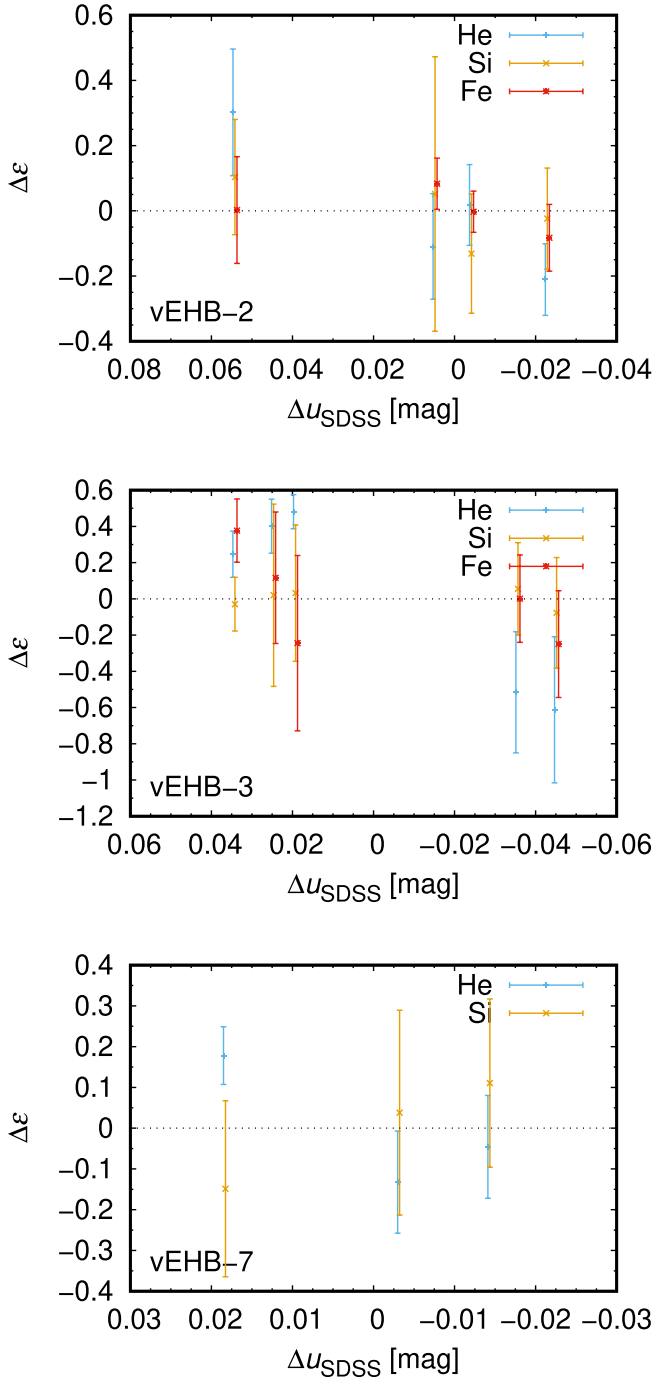 0.6
0.4
0.2
0
−0.2
−0.4
Δε
He
Si
Fe
vEHB−2
0.08 0.06 0.04 0.02 0 −0.02 −0.04
Δu_SDSS [mag]
0.6
0.4
0.2
0
−0.2
−0.4
−0.6
−0.8
−1
−1.2
Δε
He
Si
Fe
vEHB−3
0.06 0.04 0.02 0 −0.02 −0.04 −0.06
Δu_SDSS [mag]
0.4
0.3
0.2
0.1
0
−0.1
−0.2
−0.3
−0.4
Δε
He
Si
vEHB−7
0.03 0.02 0.01 0 −0.01 −0.02 −0.03
Δu_SDSS [mag]